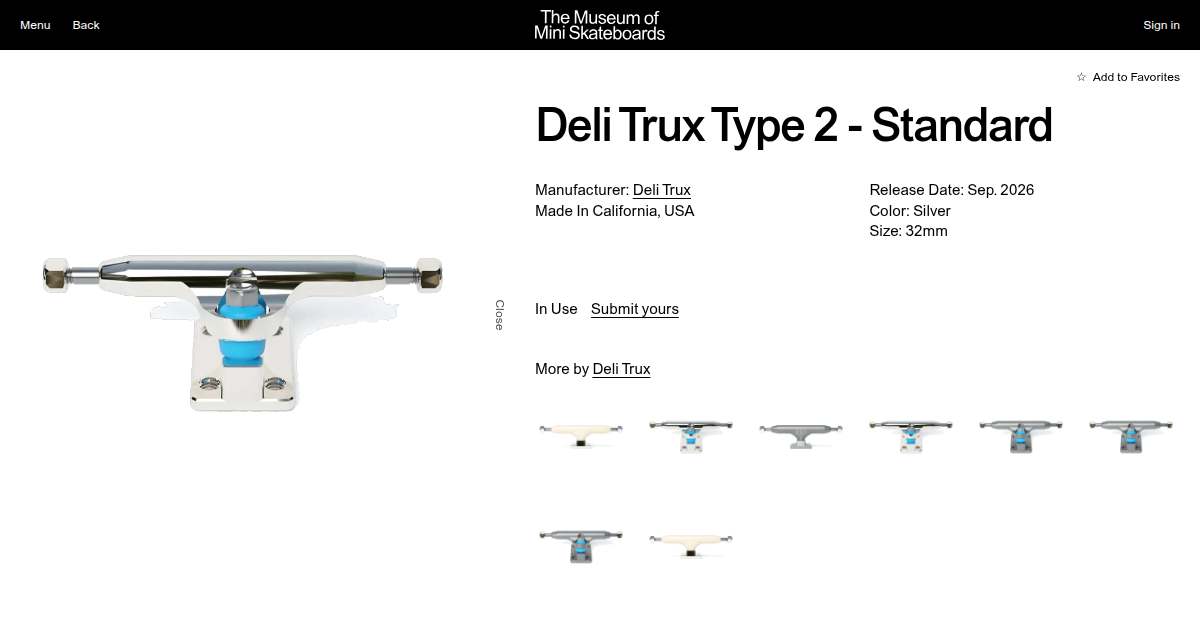 Menu
Back
The Museum of
Mini Skateboards
Sign in
☆ Add to Favorites
Deli Trux Type 2 - Standard
Manufacturer: Deli Trux
Made In California, USA
Release Date: Sep. 2026
Color: Silver
Size: 32mm
Close
In Use Submit yours
More by Deli Trux